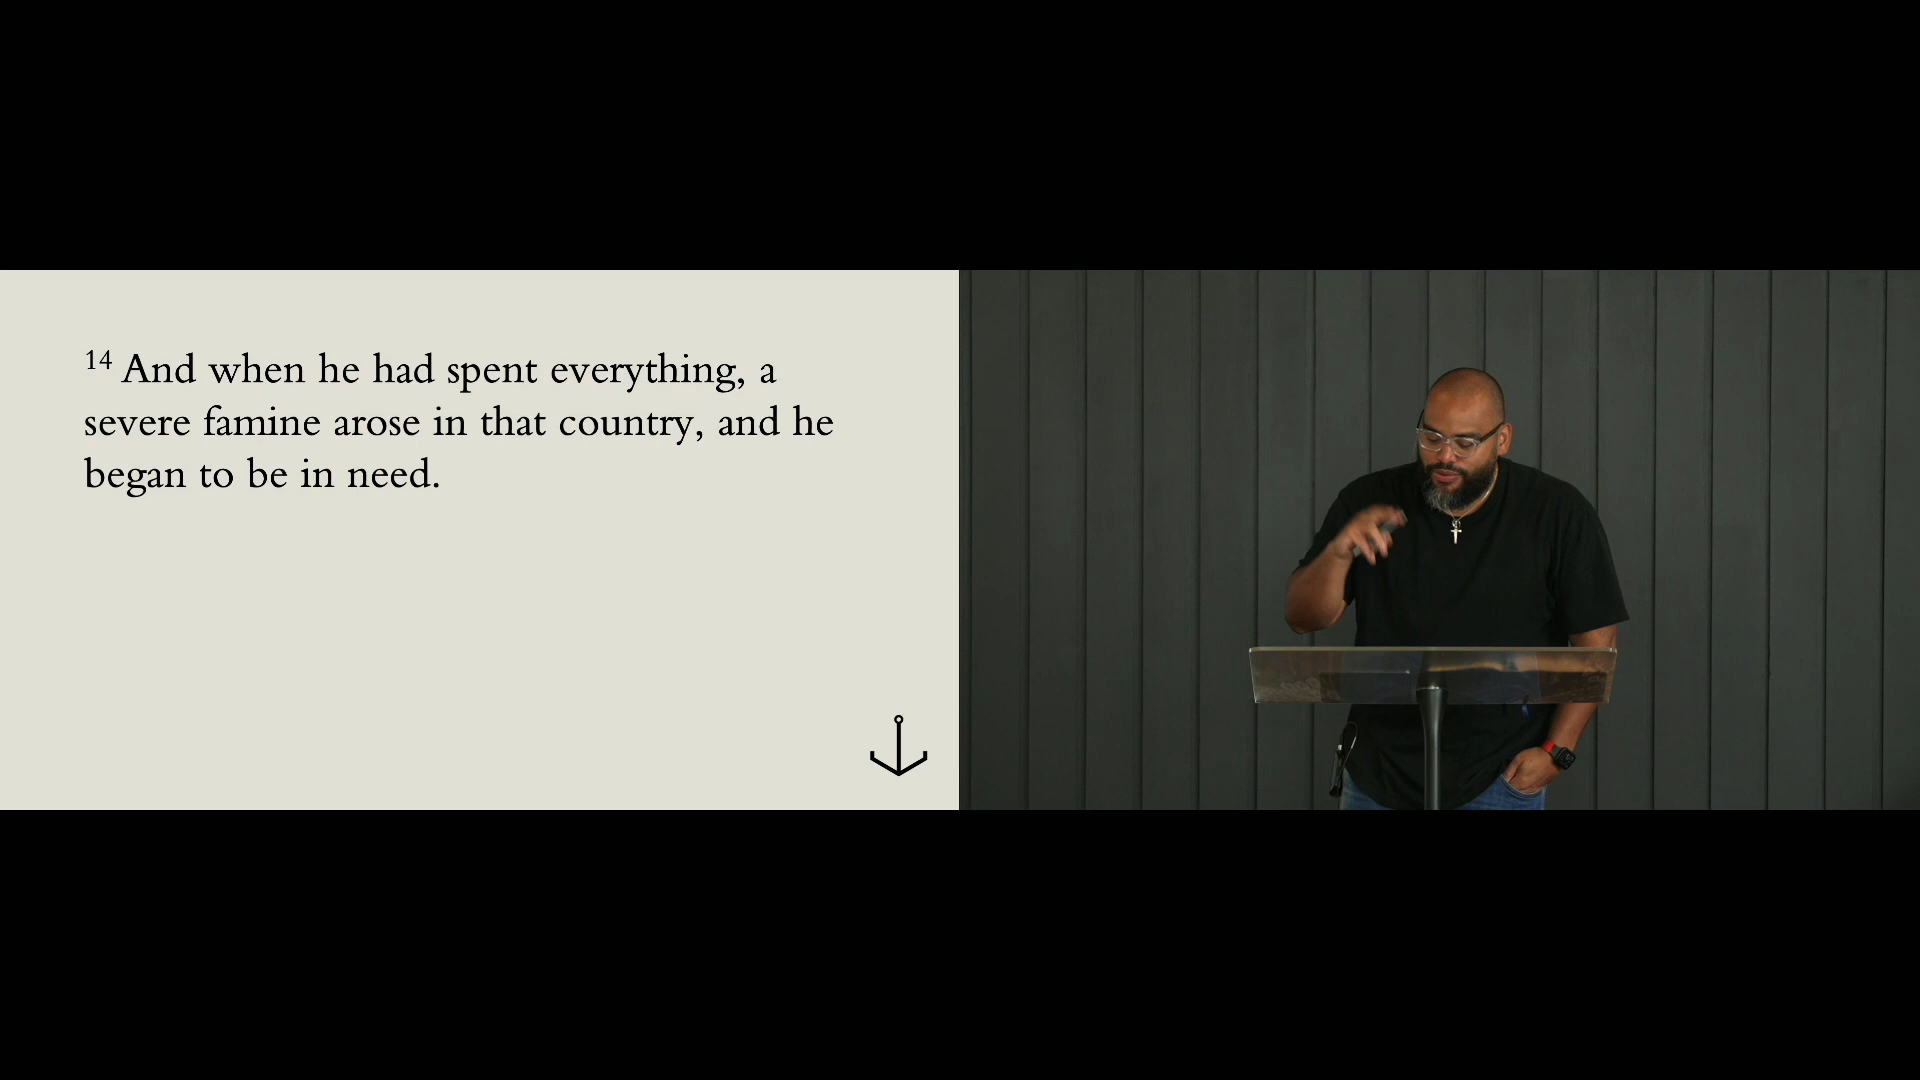 14 And when he had spent everything, a
severe famine arose in that country, and he
began to be in need.